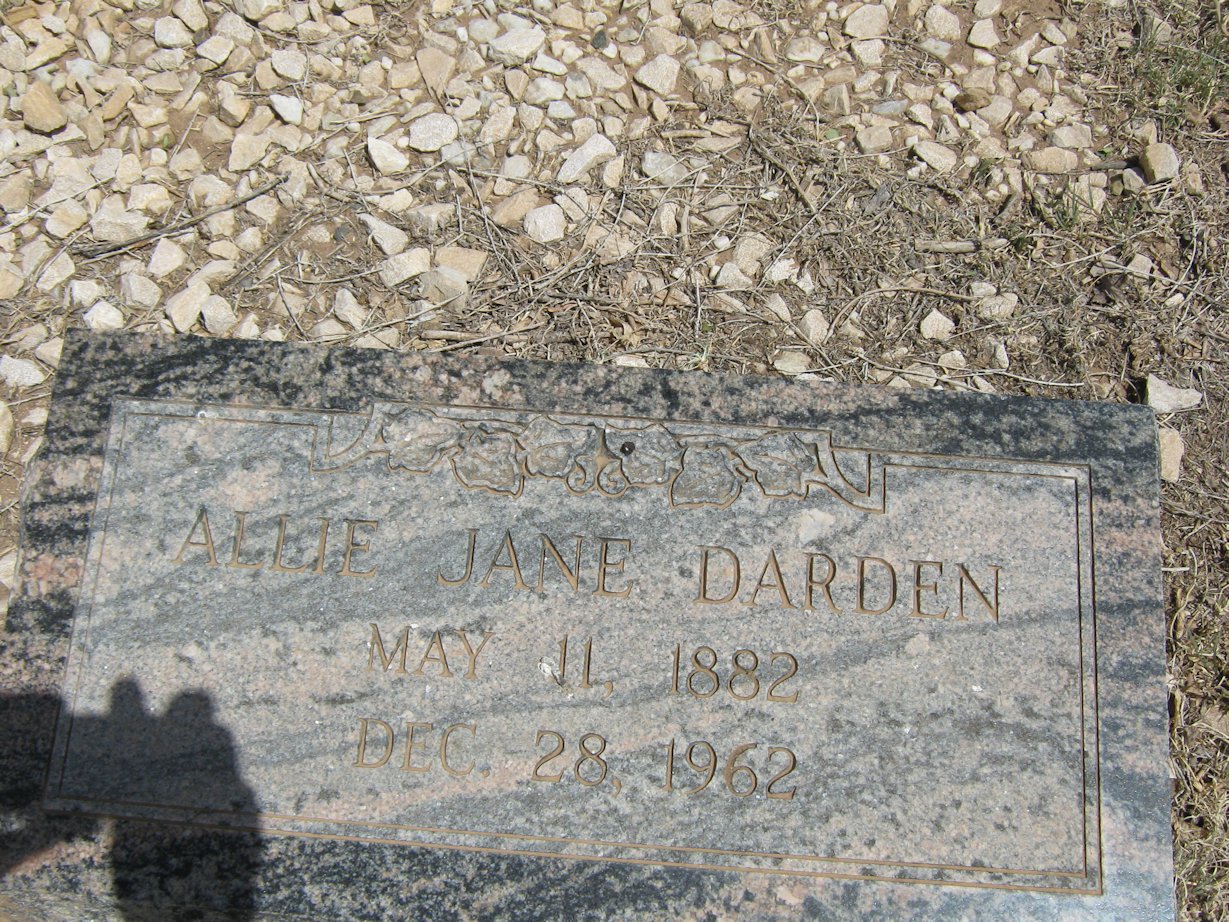 ALLIE JANE DARDEN
MAY 11, 1882
DEC. 28, 1962